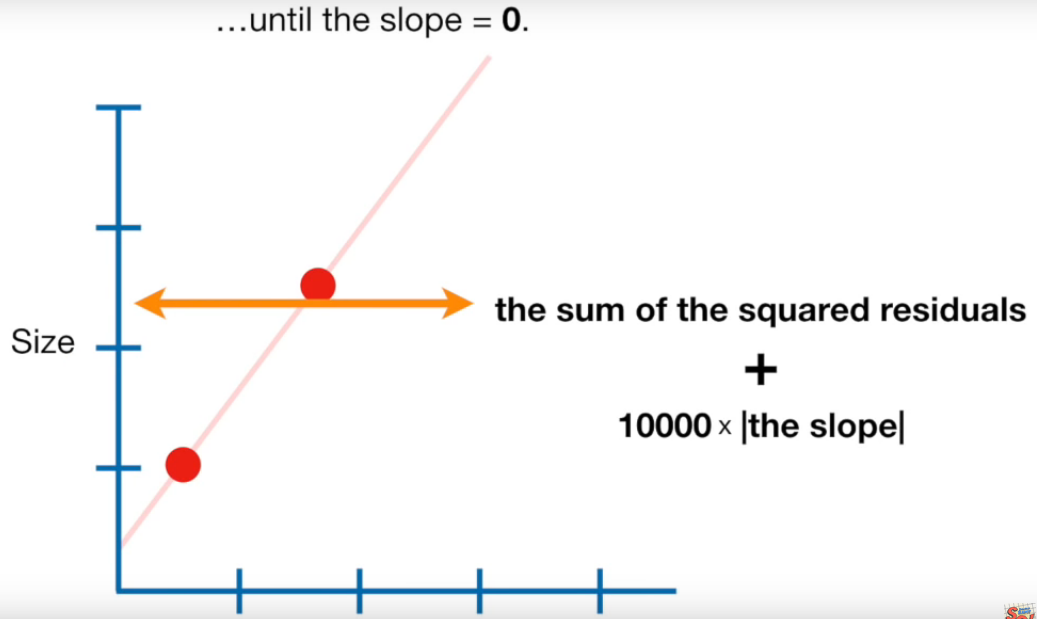 ...until the slope = 0.
the sum of the squared residuals
Size
+
10000 x |the slope|